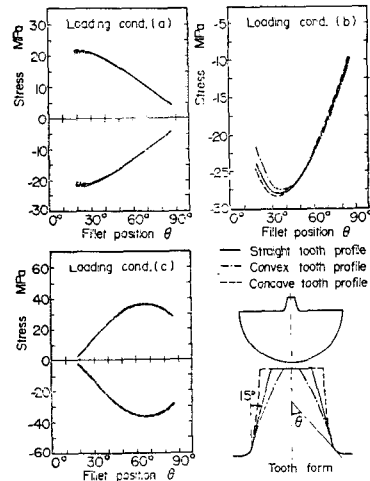 Loading cond. (a)
MPa
Stress
30
20
10
0
-10
-20
-30
0° 30° 60° 90°
Fillet position θ
Loading cond. (b)
MPa
Stress
-5
-10
-15
-20
-25
-30
0° 30° 60° 90°
Fillet position θ
Loading cond. (c)
MPa
Stress
60
40
20
0
-20
-40
-60
0° 30° 60° 90°
Fillet position θ
Straight tooth profile
Convex tooth profile
Concave tooth profile
15°
θ
Tooth form